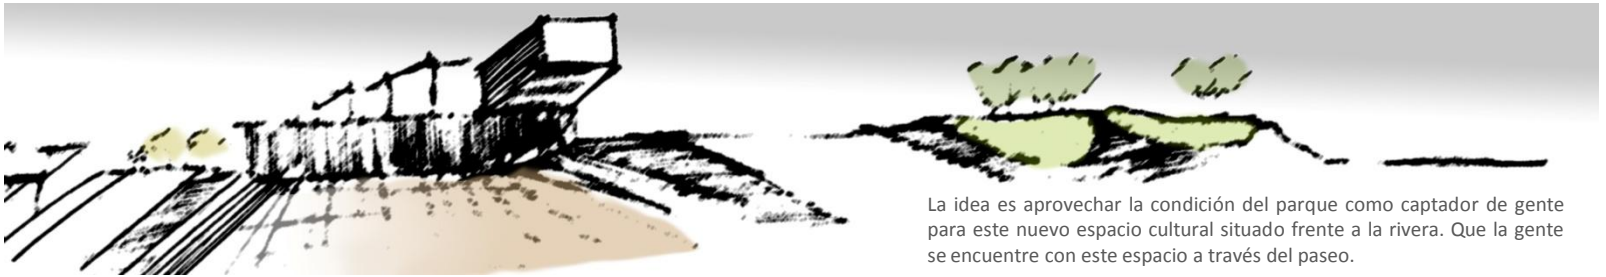 La idea es aprovechar la condición del parque como captador de gente
para este nuevo espacio cultural situado frente a la rivera. Que la gente
se encuentre con este espacio a través del paseo.